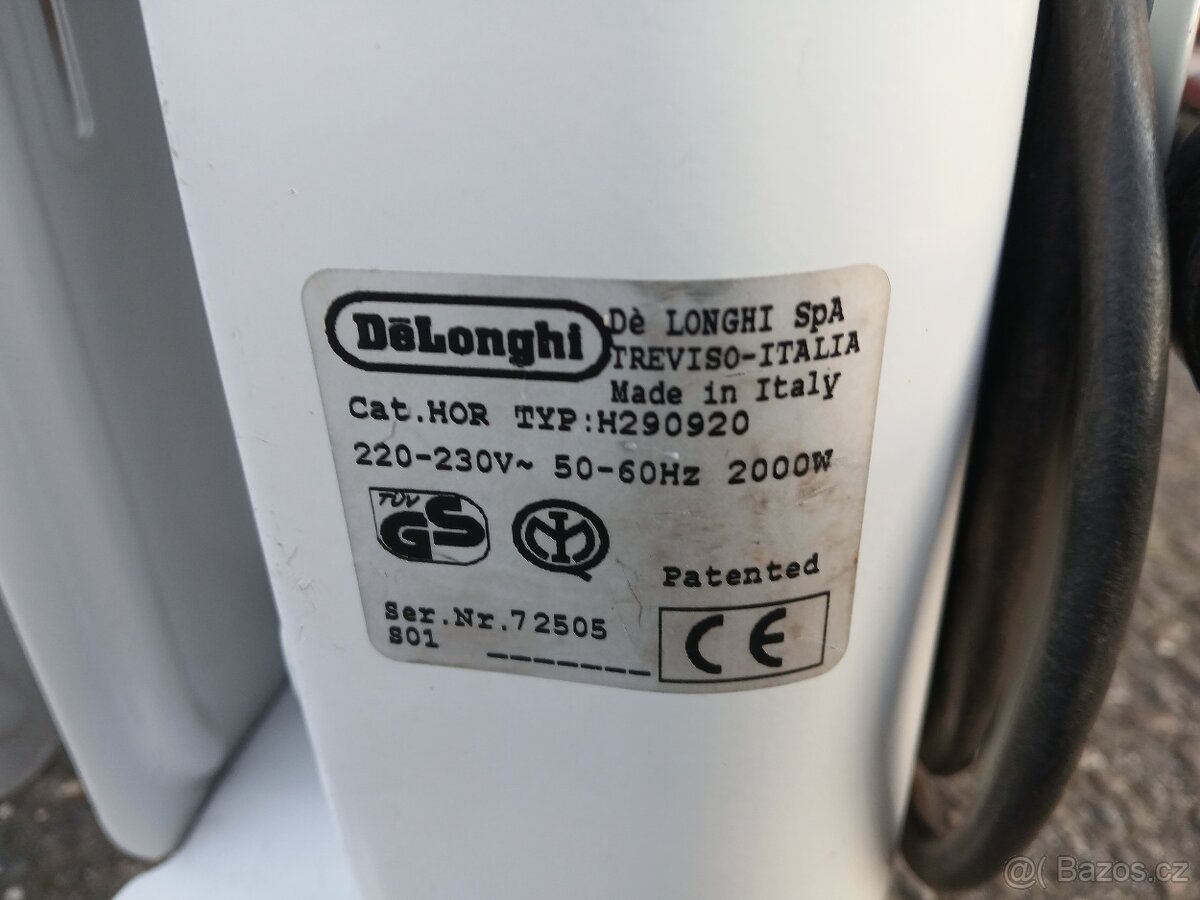 DēLonghi
Dè LONGHI SpA
TREVISO-ITALIA
Made in Italy
Cat.HOR TYP:H290920
220-230V~ 50-60Hz 2000W
TÜV
GS
Patented
Ser.Nr.72505
S01
CE
@( Bazos.cz